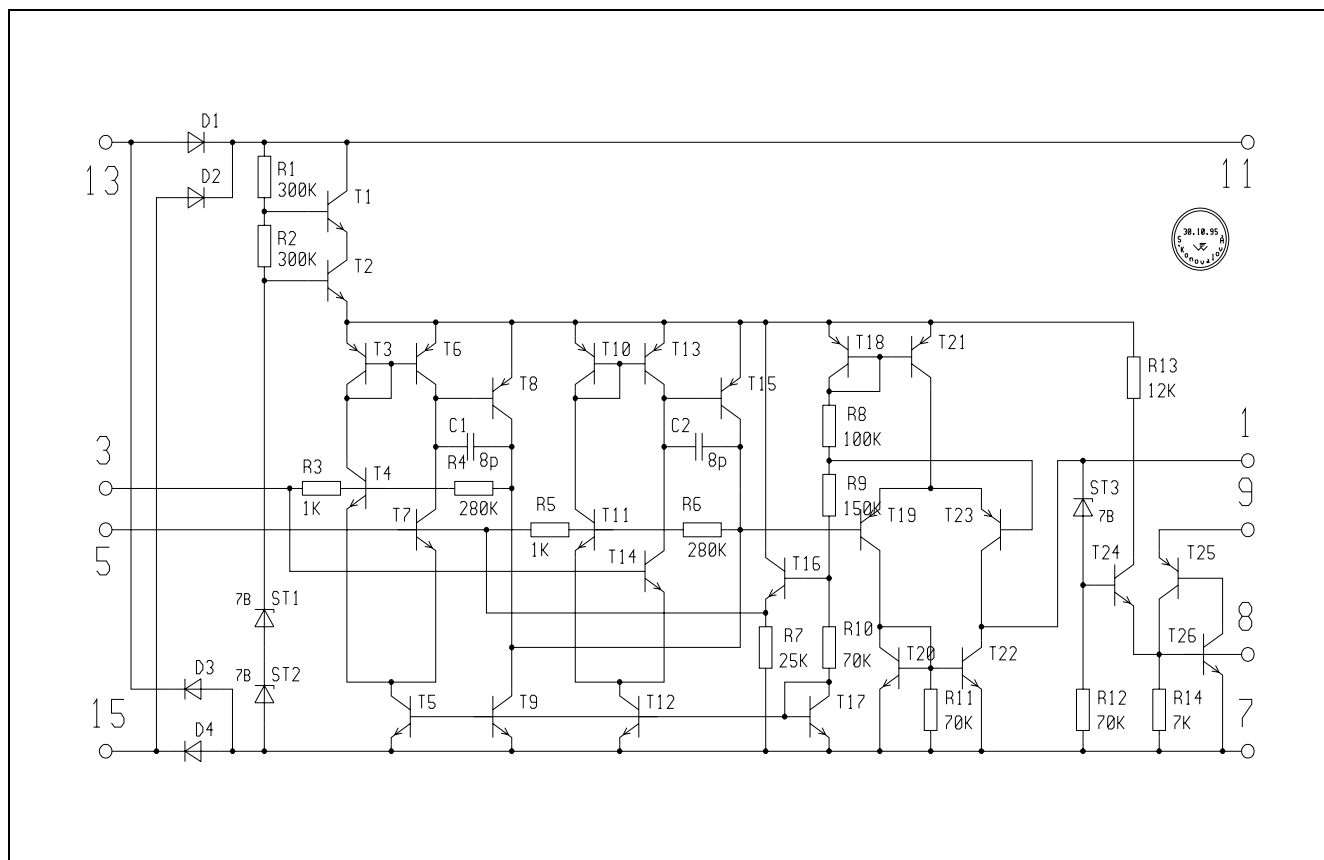 D1
13
D2
R1
300K
T1
11
R2
300K
T2
30.10.95
S.Konovalov A
T3
T6
T8
T10
T13
T15
T18
T21
R13
12K
C1
8p
C2
8p
R8
100K
3
R3
1K
T4
R4
280K
R9
150K
1
ST3
7B
9
5
T7
R5
1K
T11
R6
280K
T19
T23
T14
T16
T24
T25
7B
ST1
R7
25K
R10
70K
T20
T22
T26
8
D3
7B
ST2
15
D4
T5
T9
T12
T17
R11
70K
R12
70K
R14
7K
7